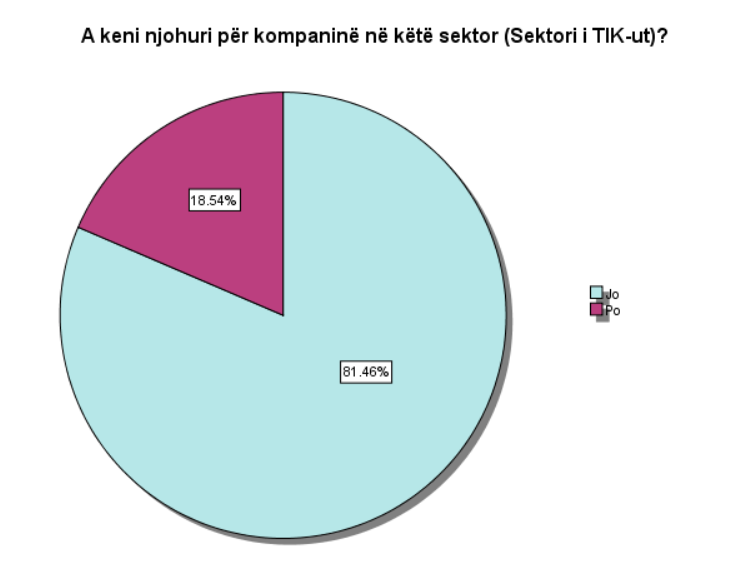 A keni njohuri për kompaninë në këtë sektor (Sektori i TIK-ut)?
18.54%
81.46%
Jo
Po